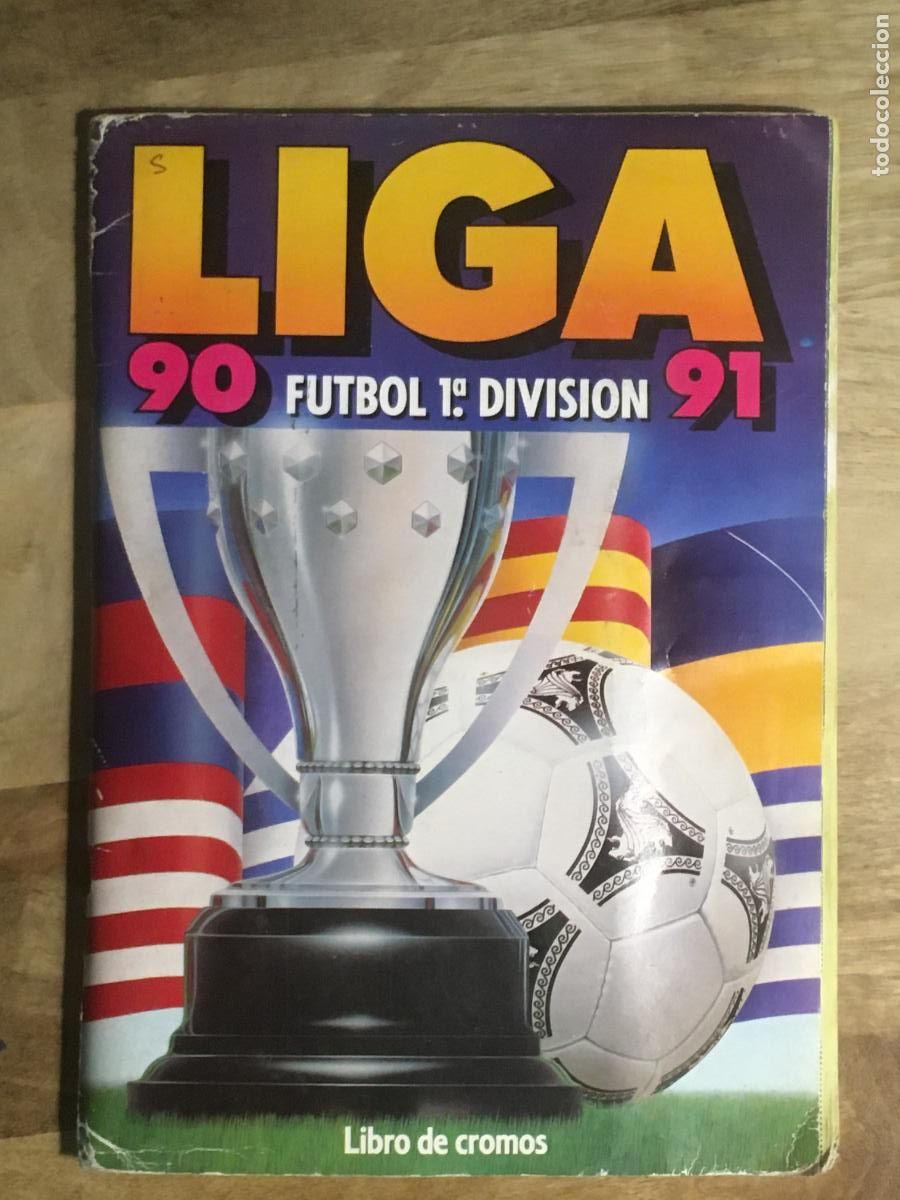 LIGA
S
90 FUTBOL 1ª. DIVISION 91
Libro de cromos
todocoleccion